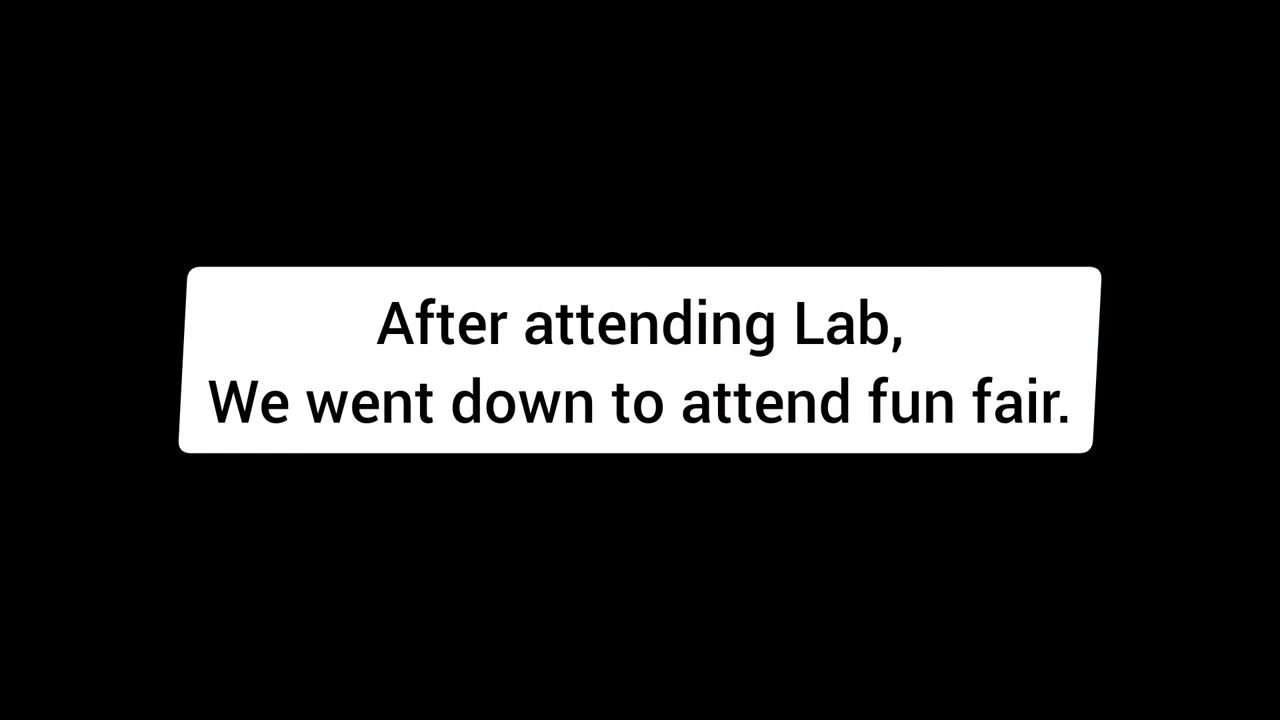 After attending Lab,
We went down to attend fun fair.